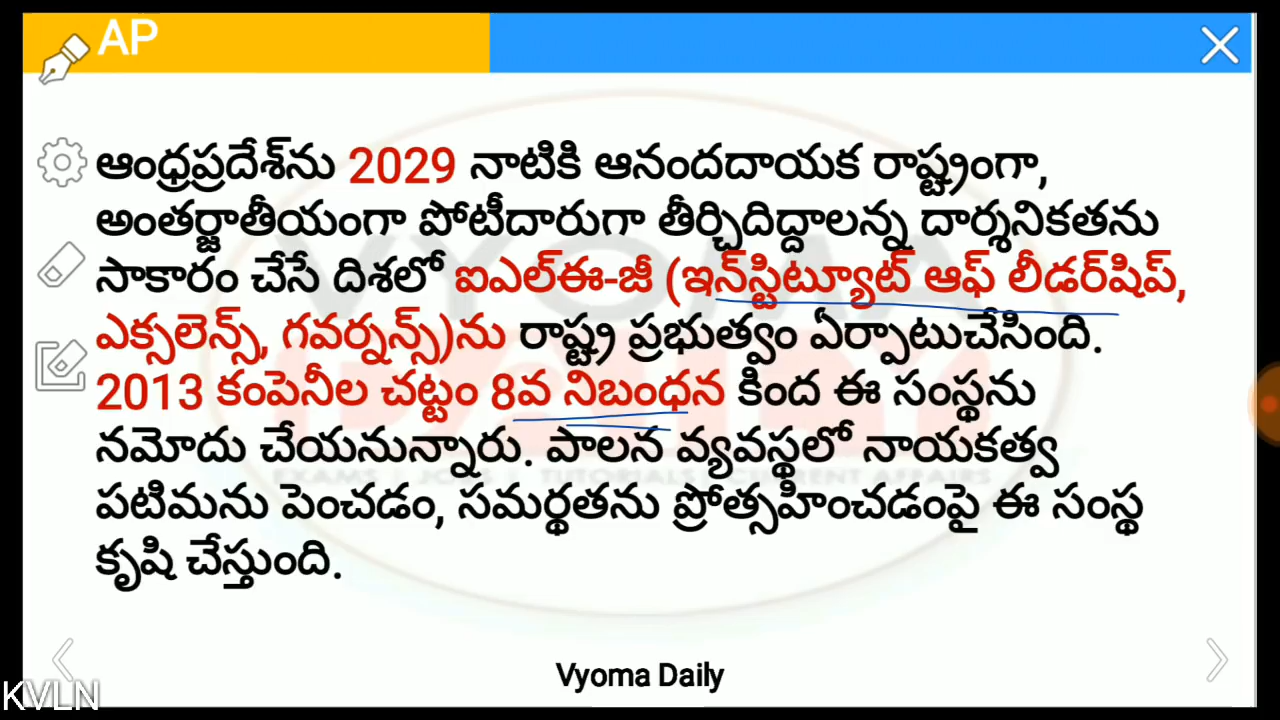 AP
ఆంధ్రప్రదేశ్‌ను 2029 నాటికి ఆనందదాయక రాష్ట్రంగా,
అంతర్జాతీయంగా పోటీదారుగా తీర్చిదిద్దాలన్న దార్శనికతను
సాకారం చేసే దిశలో ఐఎల్ఈ-జీ (ఇన్‌స్టిట్యూట్ ఆఫ్ లీడర్‌షిప్,
ఎక్సలెన్స్, గవర్నన్స్)ను రాష్ట్ర ప్రభుత్వం ఏర్పాటుచేసింది.
2013 కంపెనీల చట్టం 8వ నిబంధన కింద ఈ సంస్థను
నమోదు చేయనున్నారు. పాలన వ్యవస్థలో నాయకత్వ
పటిమను పెంచడం, సమర్థతను ప్రోత్సహించడంపై ఈ సంస్థ
కృషి చేస్తుంది.
Vyoma Daily
KVLN